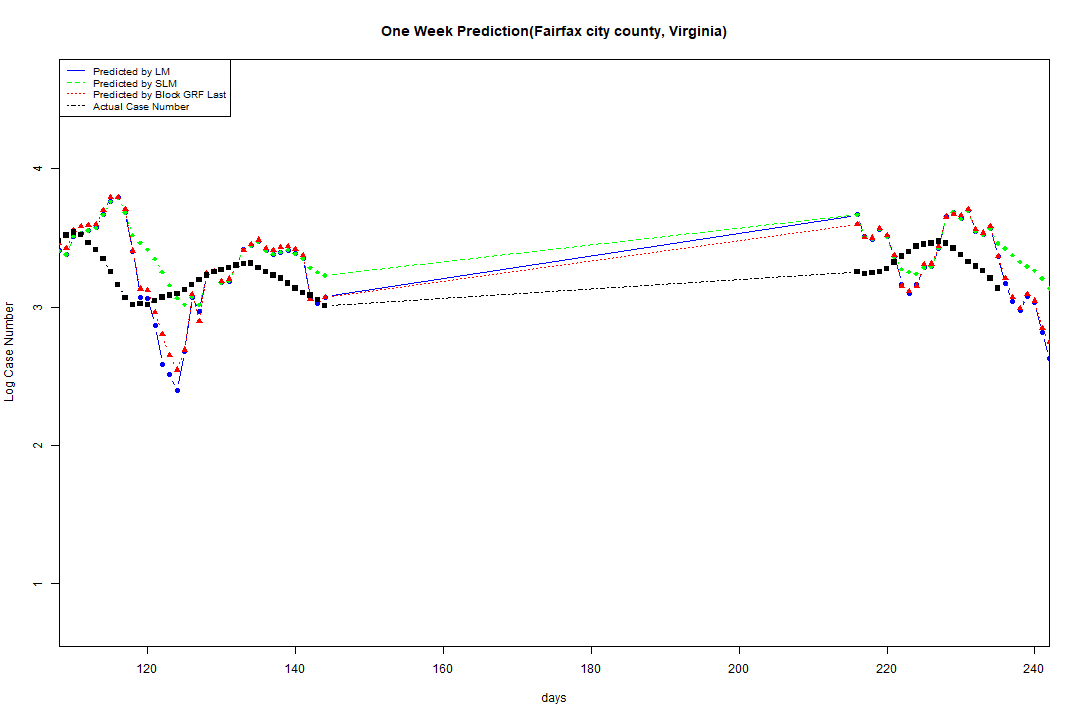 One Week Prediction(Fairfax city county, Virginia)
Predicted by LM
Predicted by SLM
Predicted by Block GRF Last
Actual Case Number
4
3
2
1
Log Case Number
120 140 160 180 200 220 240
days